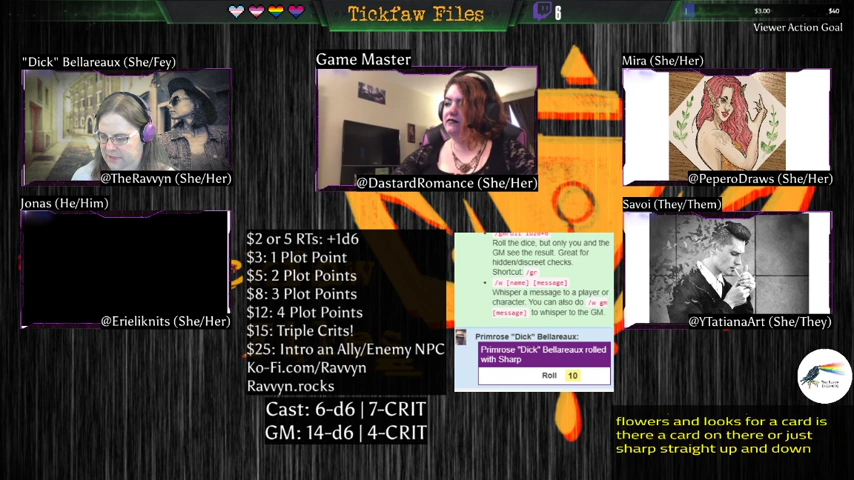 Tickfaw Files
6
$3.00
$40
Viewer Action Goal
"Dick" Bellareaux (She/Fey)
Game Master
Mira (She/Her)
@TheRavvyn (She/Her)
@DastardRomance (She/Her)
@PeperoDraws (She/Her)
Jonas (He/Him)
Savoi (They/Them)
@Erieliknits (She/Her)
@YTatianaArt (She/They)
$2 or 5 RTs: +1d6
$3: 1 Plot Point
$5: 2 Plot Points
$8: 3 Plot Points
$12: 4 Plot Points
$15: Triple Crits!
$25: Intro an Ally/Enemy NPC
Ko-Fi.com/Ravvyn
Ravvyn.rocks
Cast: 6-d6 | 7-CRIT
GM: 14-d6 | 4-CRIT
Roll the dice, but only you and the
GM see the result. Great for
hidden/discreet checks.
Shortcut: /gr
/w [name] [message]
Whisper a message to a player or
character. You can also do /w gm
[message] to whisper to the GM.
Primrose "Dick" Bellareaux:
Primrose "Dick" Bellareaux rolled
with Sharp
Roll 10
flowers and looks for a card is
there a card on there or just
sharp straight up and down